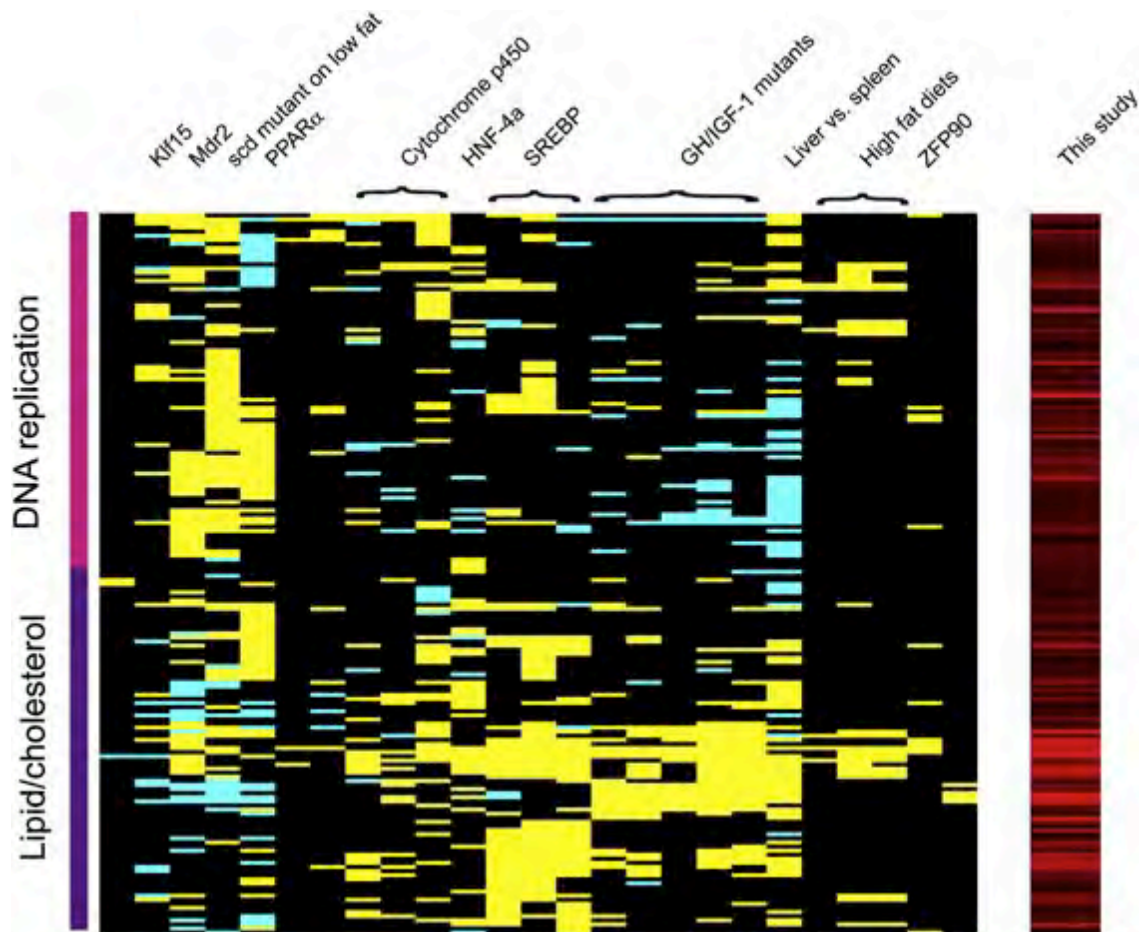 Klf15
Mdr2
scd mutant on low fat
PPARα
Cytochrome p450
HNF-4a
SREBP
GH/IGF-1 mutants
Liver vs. spleen
High fat diets
ZFP90
This study
DNA replication
Lipid/cholesterol